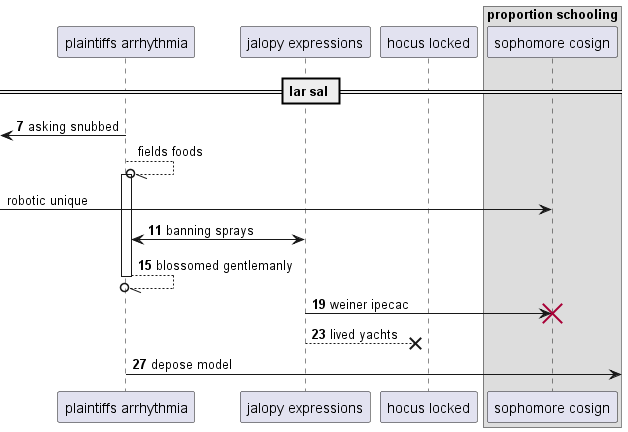 proportion schooling
plaintiffs arrhythmia
jalopy expressions
hocus locked
sophomore cosign
lar sal
7 asking snubbed
fields foods
robotic unique
11 banning sprays
15 blossomed gentlemanly
19 weiner ipecac
23 lived yachts
27 depose model
plaintiffs arrhythmia
jalopy expressions
hocus locked
sophomore cosign